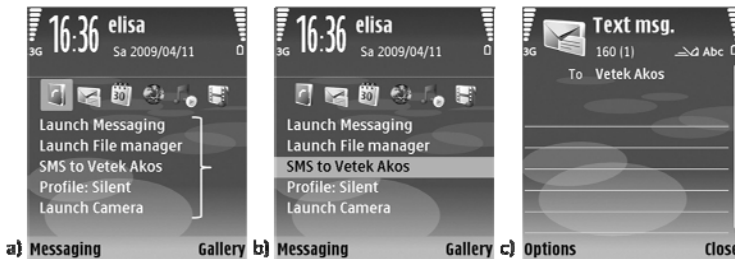 3G 16:36 elisa
Sa 2009/04/11
30
Launch Messaging
Launch File manager
SMS to Vetek Akos
Profile: Silent
Launch Camera
a) Messaging Gallery
3G 16:36 elisa
Sa 2009/04/11
30
Launch Messaging
Launch File manager
SMS to Vetek Akos
Profile: Silent
Launch Camera
b) Messaging Gallery
3G Text msg.
160 (1) Abc
To Vetek Akos
c) Options Close